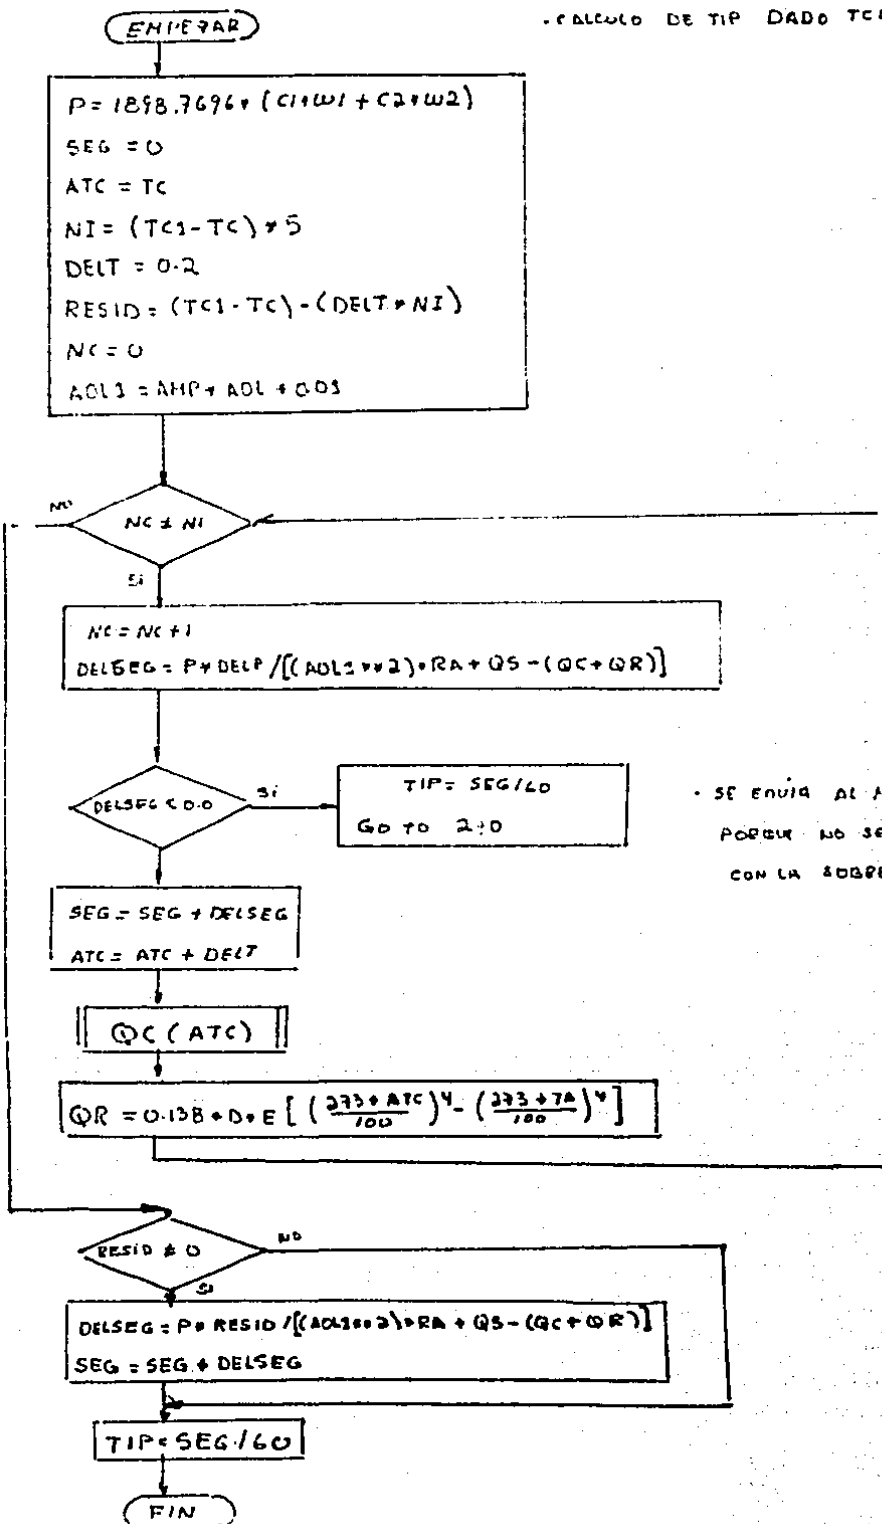 EMPEZAR
. CALCULO DE TIP DADO TC1
P = 1898.7696 * (C1*W1 + C2*W2)
SEG = 0
ATC = TC
NI = (TC1 - TC) * 5
DELT = 0.2
RESID = (TC1 - TC) - (DELT * NI)
NC = 0
ADL1 = AMP * ADL * 0.01
NC ≠ NI
NO
Si
NC = NC + 1
DELSEG = P * DELP / [(ADL1 ** 2) * RA + QS - (QC + QR)]
DELSEG < 0.0
Si
TIP = SEG/60
GO TO
. SE ENVIA AL
PORQUE NO SE
CON LA SOBRE
SEG = SEG + DELSEG
ATC = ATC + DELT
QC (ATC)
QR = 0.138 * D * E [ ((273 + ATC)/100)^4 - ((273 + TA)/100)^4 ]
RESID ≠ 0
NO
SI
DELSEG = P * RESID / [(ADL1 ** 2) * RA + QS - (QC + QR)]
SEG = SEG + DELSEG
TIP = SEG/60
FIN